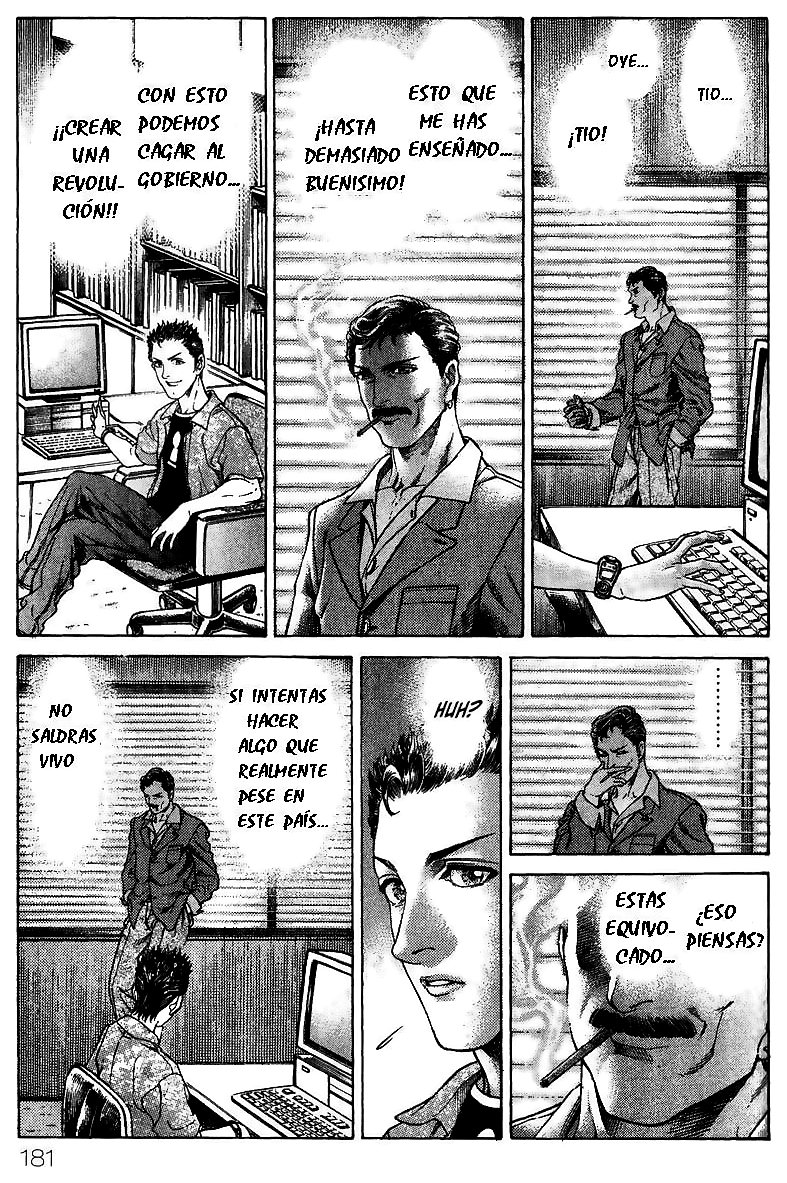 TIO...
OYE...
¡TIO!
ESTO QUE
ME HAS
ENSEÑADO...
¡HASTA
DEMASIADO
BUENISIMO!
CON ESTO
PODEMOS
CAGAR AL
GOBIERNO...
¡¡CREAR
UNA
REVOLU-
CIÓN!!
.........
¿ESO
PIENSAS?
ESTAS
EQUIVO-
CADO...
HUH?
SI INTENTAS
HACER
ALGO QUE
REALMENTE
DESE EN
ESTE PAÍS...
NO
SALDRAS
VIVO
181